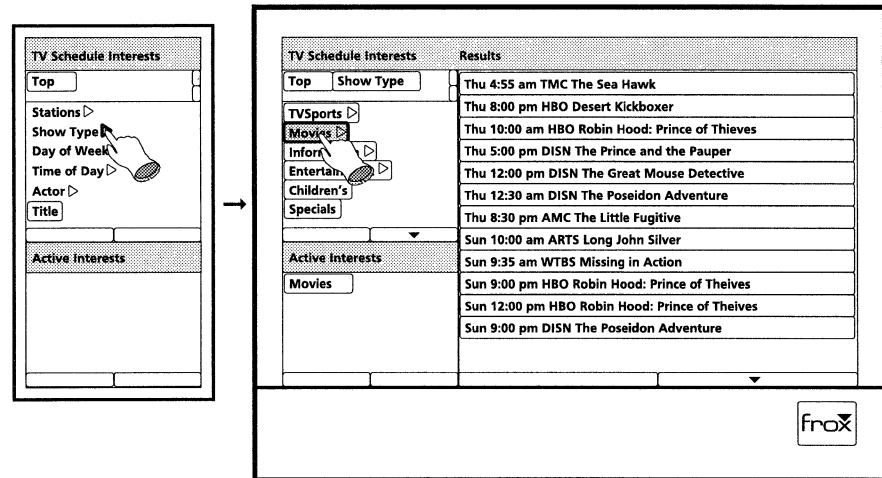 TV Schedule Interests
Top
Stations
Show Type
Day of Week
Time of Day
Actor
Title
Active Interests
TV Schedule Interests
Results
Top Show Type
TVSports
Movies
Children's
Specials
Active Interests
Movies
Thu 4:55 am TMC The Sea Hawk
Thu 8:00 pm HBO Desert Kickboxer
Thu 10:00 am HBO Robin Hood: Prince of Thieves
Thu 5:00 pm DISN The Prince and the Pauper
Thu 12:00 pm DISN The Great Mouse Detective
Thu 12:30 am DISN The Poseidon Adventure
Thu 8:30 pm AMC The Little Fugitive
Sun 10:00 am ARTS Long John Silver
Sun 9:35 am WTBS Missing in Action
Sun 9:00 pm HBO Robin Hood: Prince of Theives
Sun 12:00 pm HBO Robin Hood: Prince of Theives
Sun 9:00 pm DISN The Poseidon Adventure
frox